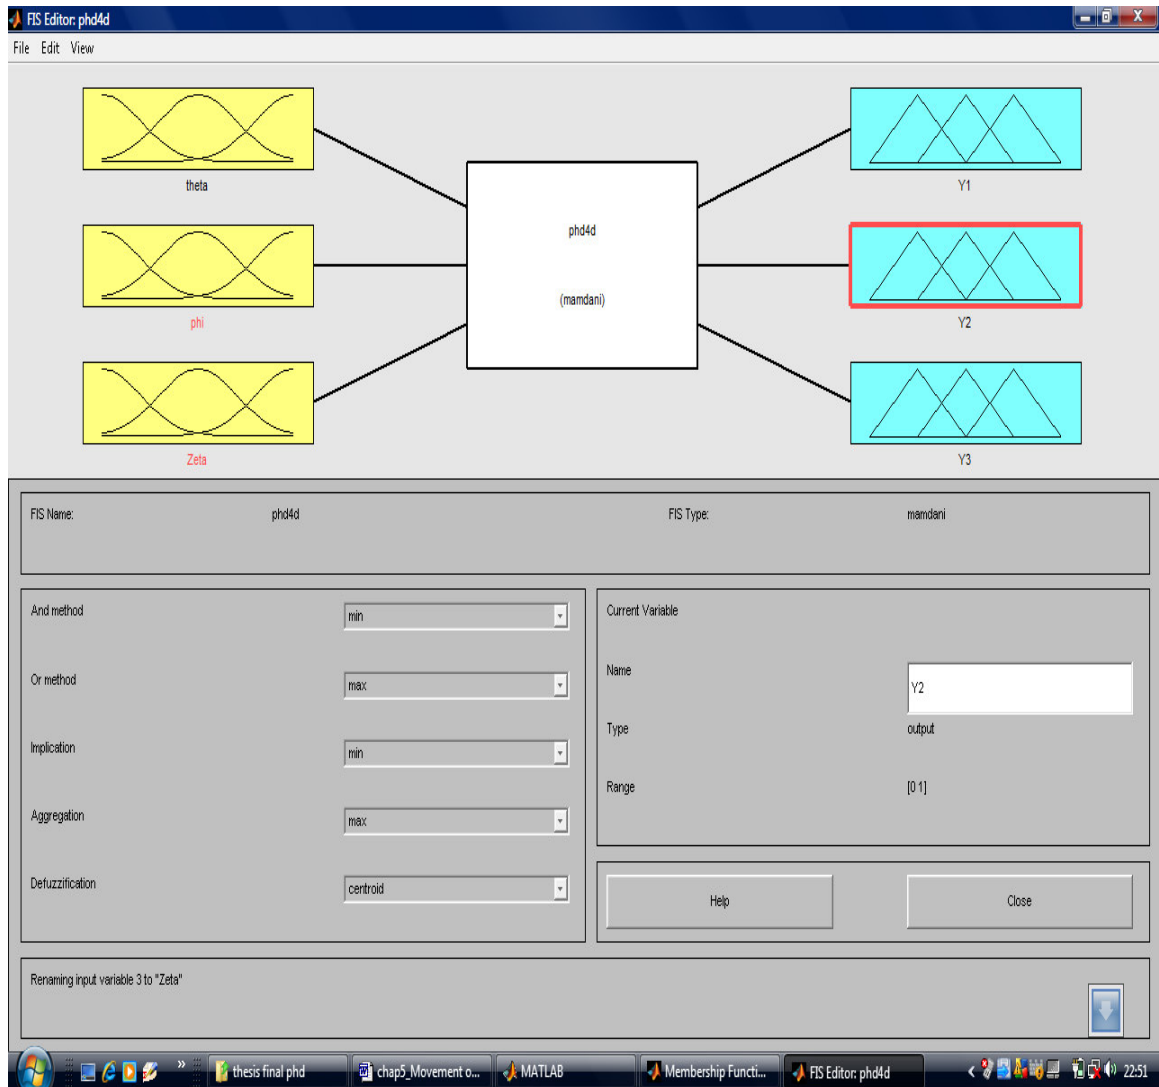 FIS Editor: phd4d
File Edit View
theta
phi
Zeta
phd4d
(mamdani)
Y1
Y2
Y3
FIS Name: phd4d FIS Type: mamdani
And method min
Or method max
Implication min
Aggregation max
Defuzzification centroid
Current Variable
Name Y2
Type output
Range [0 1]
Help Close
Renaming input variable 3 to "Zeta"
thesis final phd chap5_Movement o... MATLAB Membership Functi... FIS Editor: phd4d 22:51